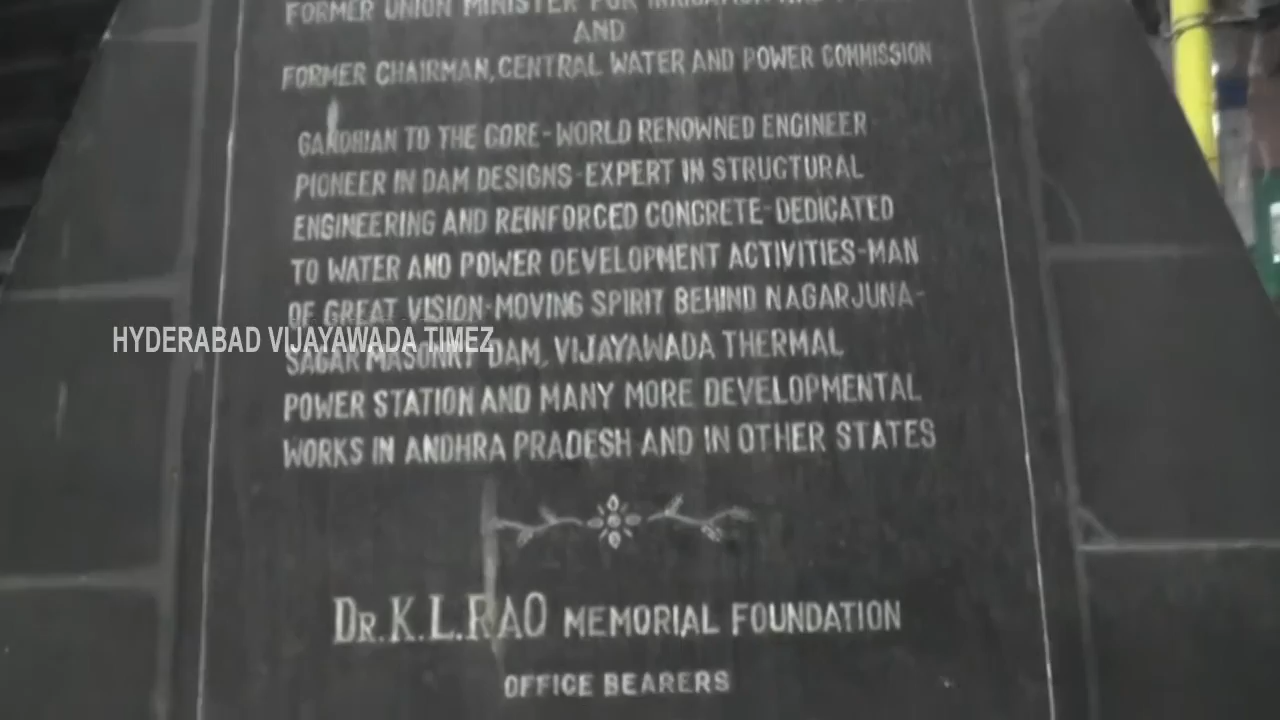 FORMER UNION MINISTER FOR IRRIGATION AND POWER
AND
FORMER CHAIRMAN, CENTRAL WATER AND POWER COMMISSION
GANDHIAN TO THE CORE-WORLD RENOWNED ENGINEER
PIONEER IN DAM DESIGNS-EXPERT IN STRUCTURAL
ENGINEERING AND REINFORCED CONCRETE-DEDICATED
TO WATER AND POWER DEVELOPMENT ACTIVITIES-MAN
OF GREAT VISION-MOVING SPIRIT BEHIND NAGARJUNA-
HYDERABAD VIJAYAWADA TIMEZ
SAGAR MASONRY DAM, VIJAYAWADA THERMAL
POWER STATION AND MANY MORE DEVELOPMENTAL
WORKS IN ANDHRA PRADESH AND IN OTHER STATES
DR.K.L.RAO MEMORIAL FOUNDATION
OFFICE BEARERS